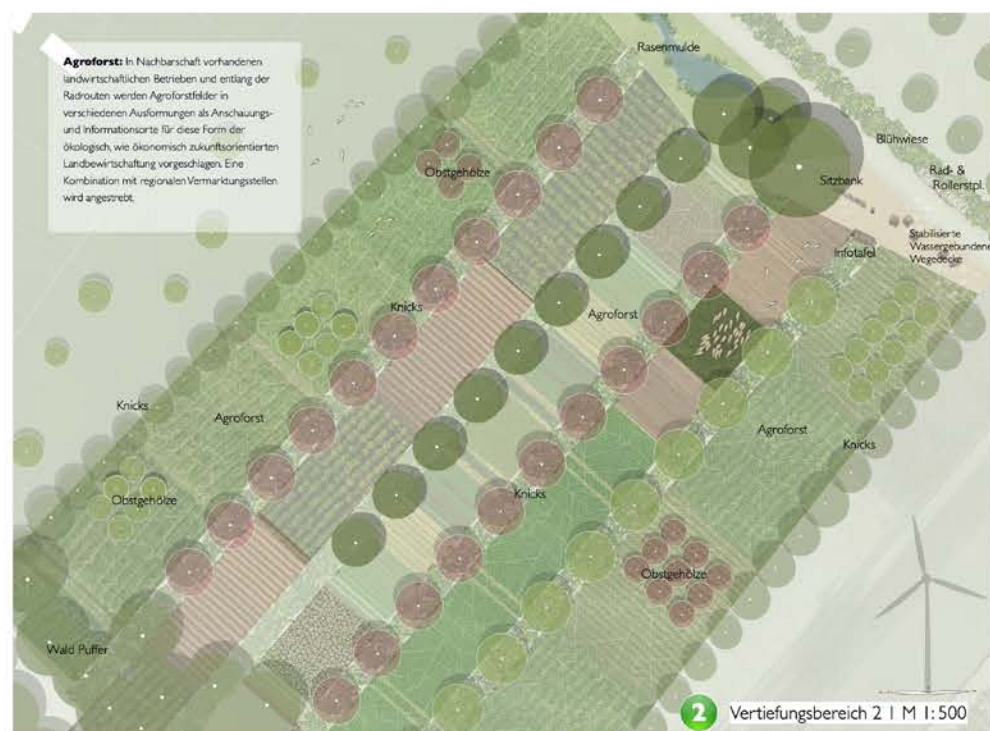 Agroforst: In Nachbarschaft vorhandenen
landwirtschaftlichen Betrieben und entlang der
Radrouten werden Agroforstfelder in
verschiedenen Ausformungen als Anschauungs-
und Informationsorte für diese Form der
ökologisch, wie ökonomisch zukunftsorientierten
Landbewirtschaftung vorgeschlagen. Eine
Kombination mit regionalen Vermarktungsstellen
wird angestrebt.
Rasenmulde
Blühwiese
Obstgehölze
Sitzbank
Rad- &
Rollerstpl.
Stabilisierte
Wassergebundene
Wegedecke
Infotafel
Knicks
Agroforst
Knicks
Agroforst
Agroforst
Knicks
Obstgehölze
Knicks
Obstgehölze
Wald Puffer
2 Vertiefungsbereich 2 | M 1:500